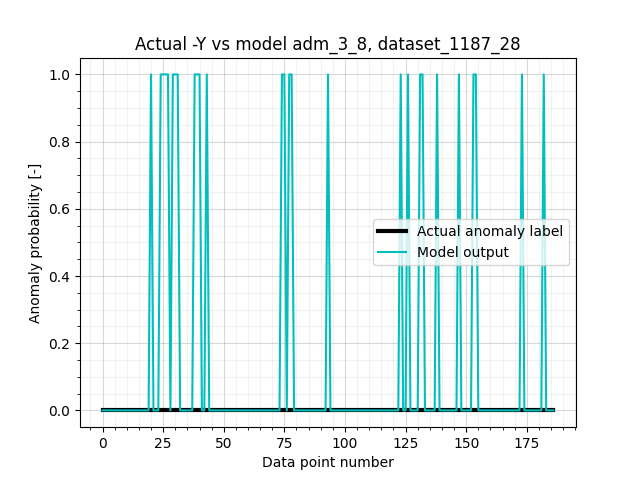 Actual -Y vs model adm_3_8, dataset_1187_28
1.0
0.8
0.6
0.4
0.2
0.0
Anomaly probability [-]
Actual anomaly label
Model output
0 25 50 75 100 125 150 175
Data point number